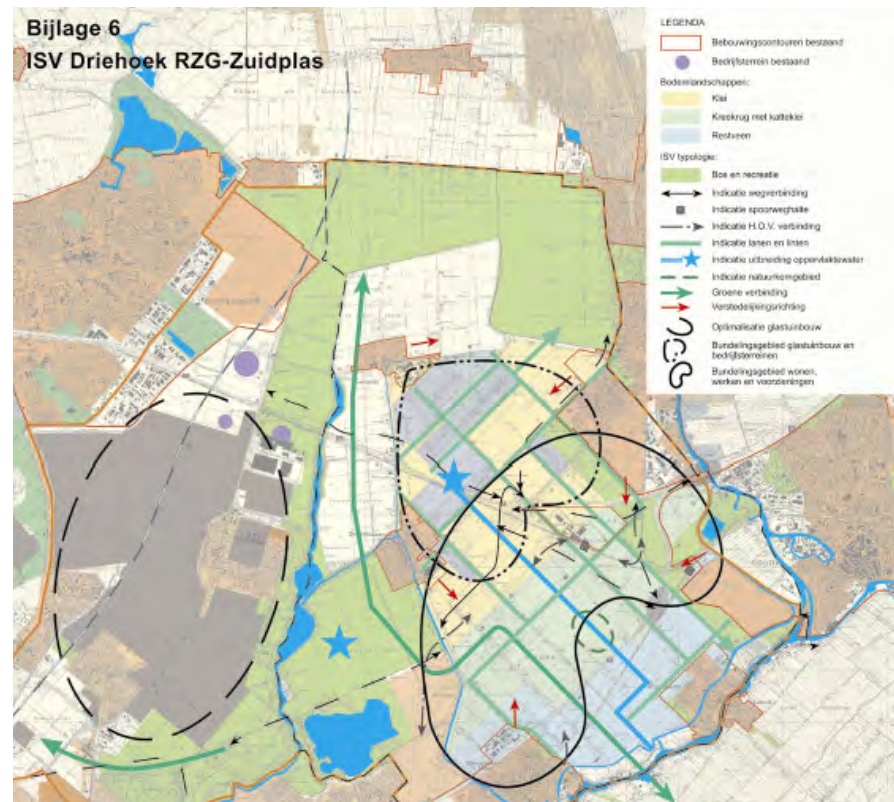 Bijlage 6
ISV Driehoek RZG-Zuidplas
LEGENDA
Bebouwingscontouren bestaand
Bedrijfsterrein bestaand
Bodemlandschappen:
Klei
Kreekrug met katteklei
Restveen
ISV typologie:
Bos en recreatie
Indicatie wegverbinding
Indicatie spoorweghalte
Indicatie H.O.V. verbinding
Indicatie lanen en linten
Indicatie uitbreiding oppervlaktewater
Indicatie natuurkerngebied
Groene verbinding
Verstedelijkingsrichting
Optimalisatie glastuinbouw
Bundelingsgebied glastuinbouw en
bedrijfsterreinen
Bundelingsgebied wonen,
werken en voorzieningen